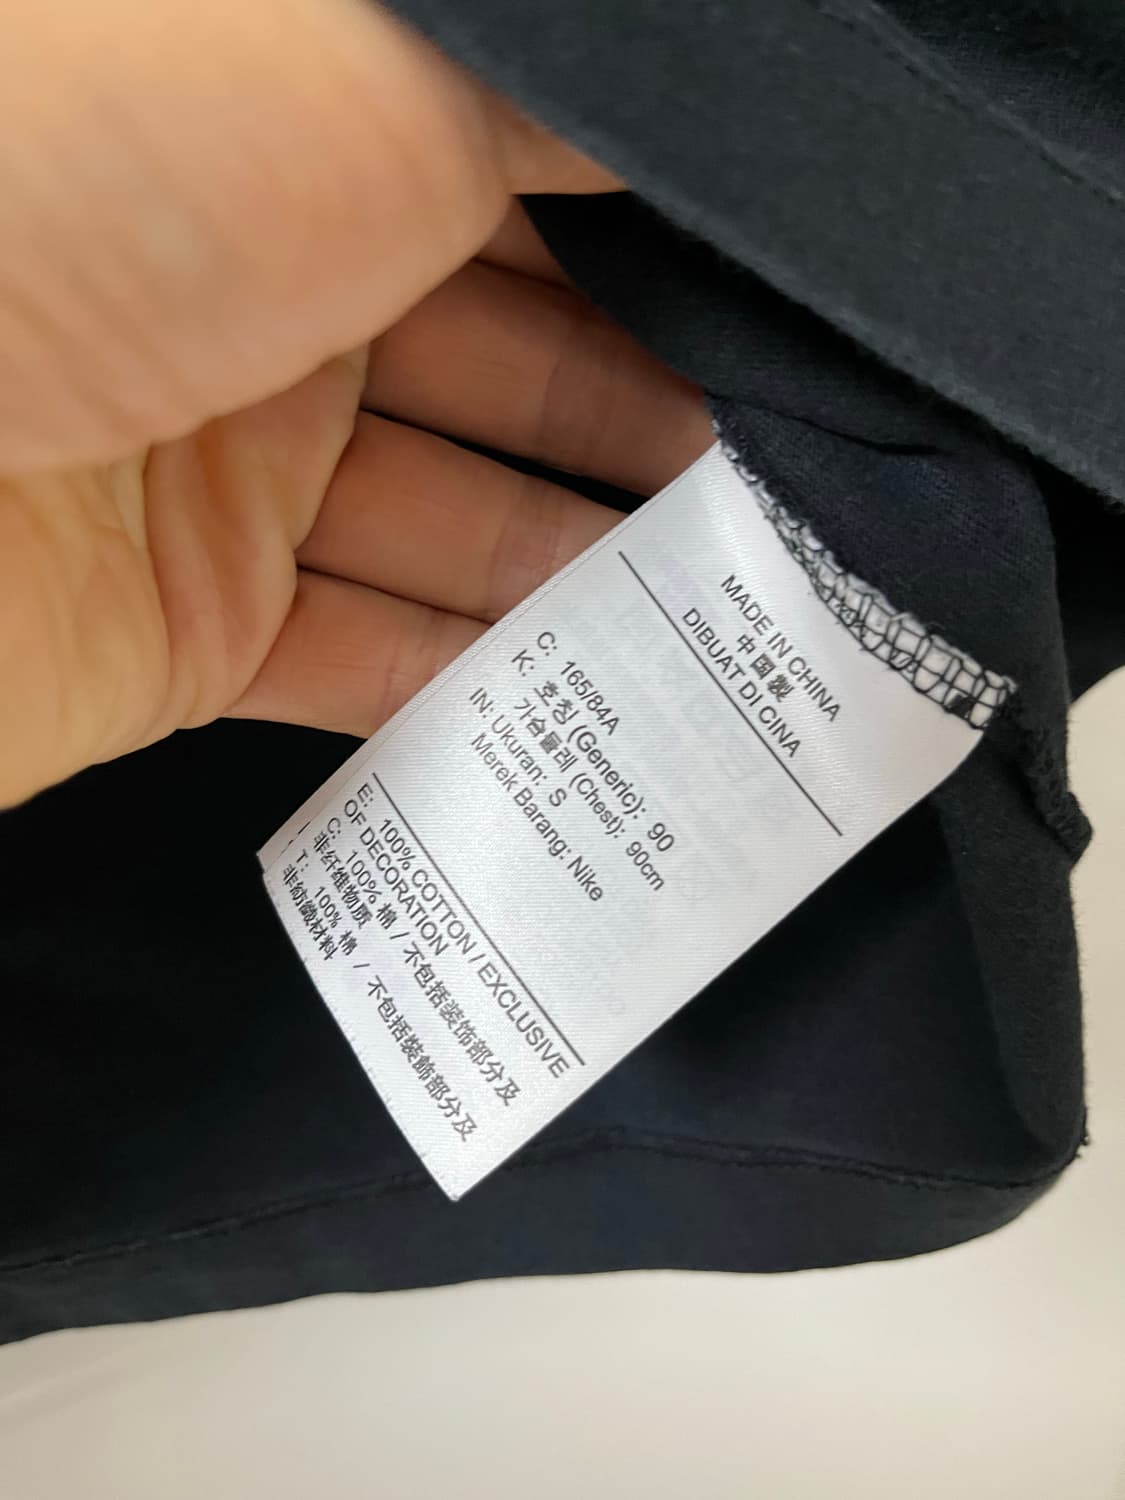 MADE IN CHINA
中國製
DIBUAT DI CINA
C: 165/84A
K: 호칭 (Generic): 90
가슴둘레 (Chest): 90cm
IN: Ukuran: S
Merek Barang: Nike
E: 100% COTTON / EXCLUSIVE
OF DECORATION
C: 100% 棉 / 不包括装饰部分及
非纤维物质
T: 100% 棉 / 不包括裝飾部分及
非紡織材料